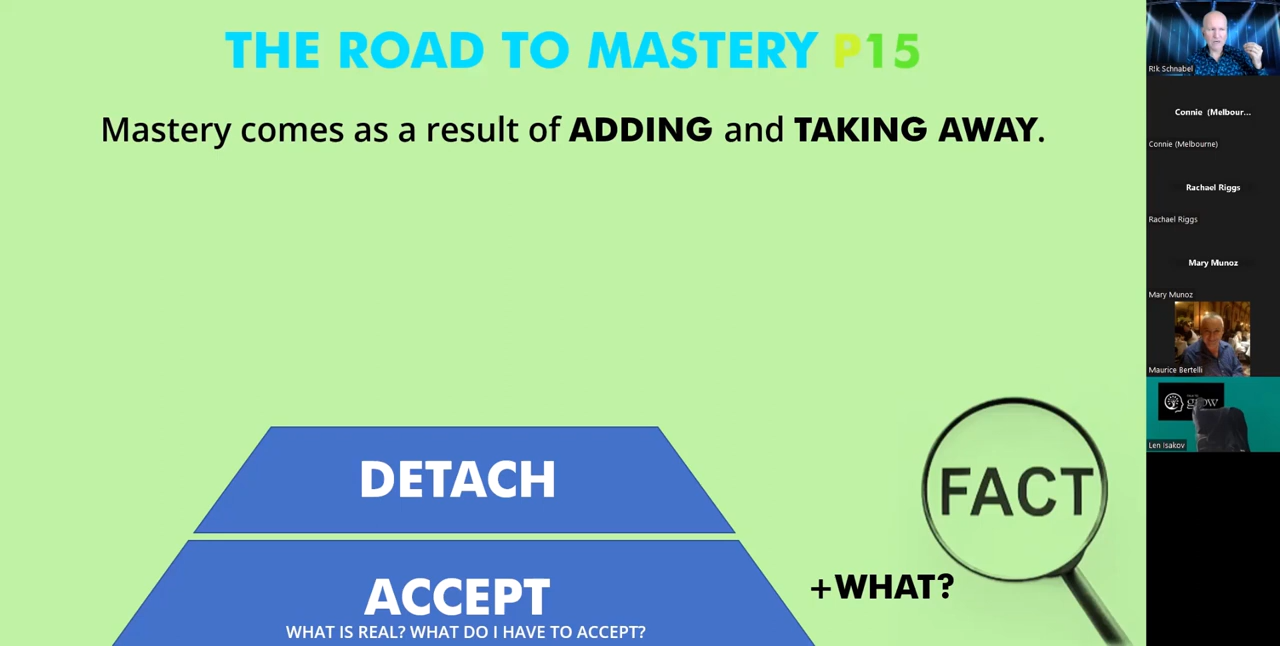 THE ROAD TO MASTERY P15
Mastery comes as a result of ADDING and TAKING AWAY.
DETACH
ACCEPT
WHAT IS REAL? WHAT DO I HAVE TO ACCEPT?
+WHAT?
FACT
R!k Schnabel
Connie (Melbour...
Connie (Melbourne)
Rachael Riggs
Rachael Riggs
Mary Munoz
Mary Munoz
Maurice Bertelli
grow
Len Isakov